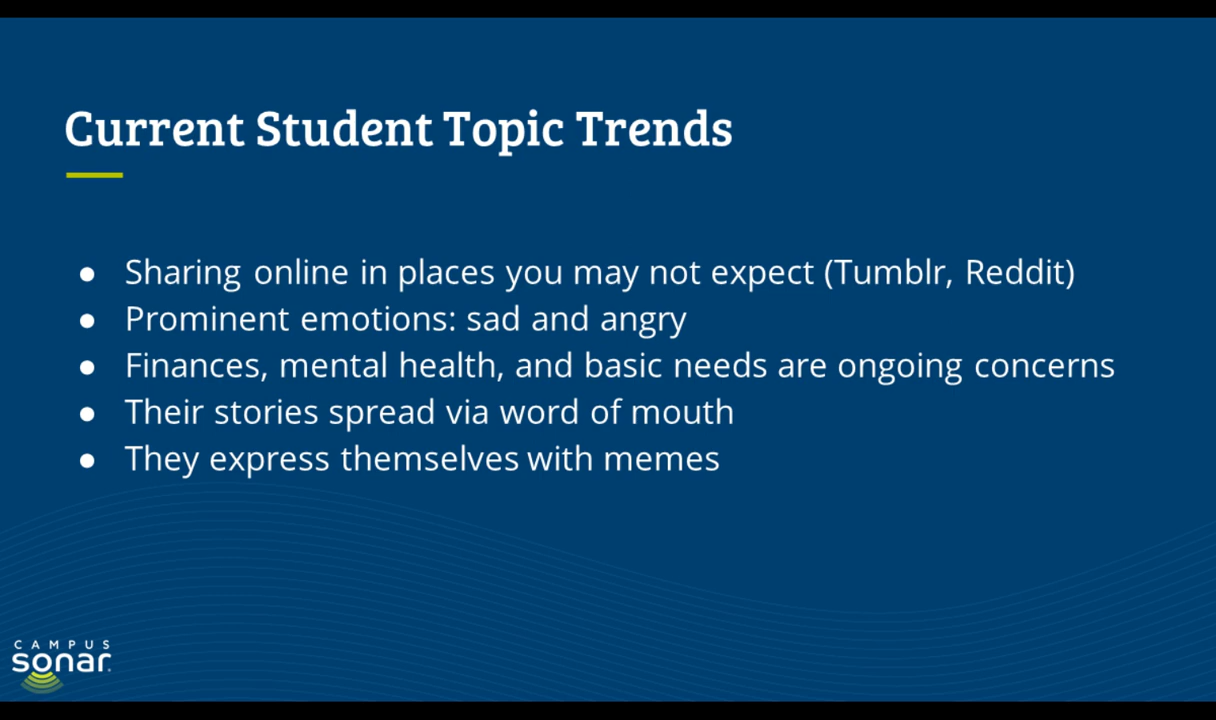 Current Student Topic Trends
● Sharing online in places you may not expect (Tumblr, Reddit)
● Prominent emotions: sad and angry
● Finances, mental health, and basic needs are ongoing concerns
● Their stories spread via word of mouth
● They express themselves with memes
CAMPUS
sonar